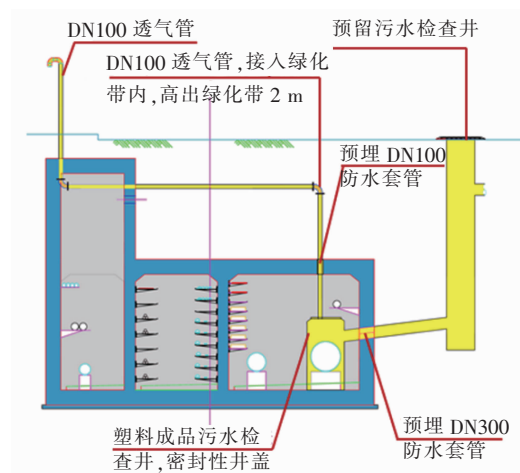 DN100 透气管
预留污水检查井
DN100 透气管,接入绿化
带内,高出绿化带 2 m
预埋 DN100
防水套管
塑料成品污水检
查井,密封性井盖
预埋 DN300
防水套管